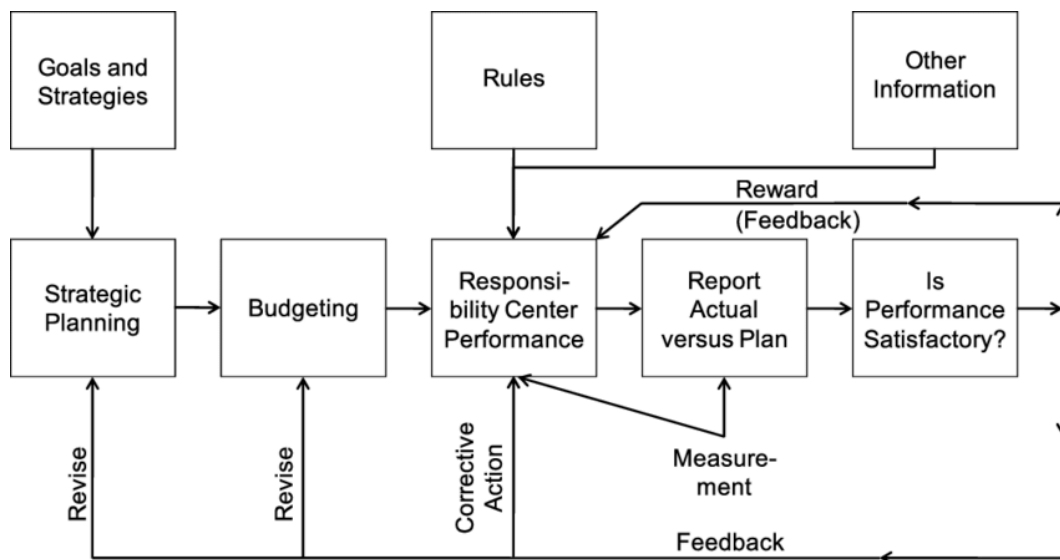 Goals and
Strategies
Rules
Other
Information
Reward
(Feedback)
Strategic
Planning
Budgeting
Responsi-
bility Center
Performance
Report
Actual
versus Plan
Is
Performance
Satisfactory?
Revise
Revise
Corrective
Action
Measure-
ment
Feedback